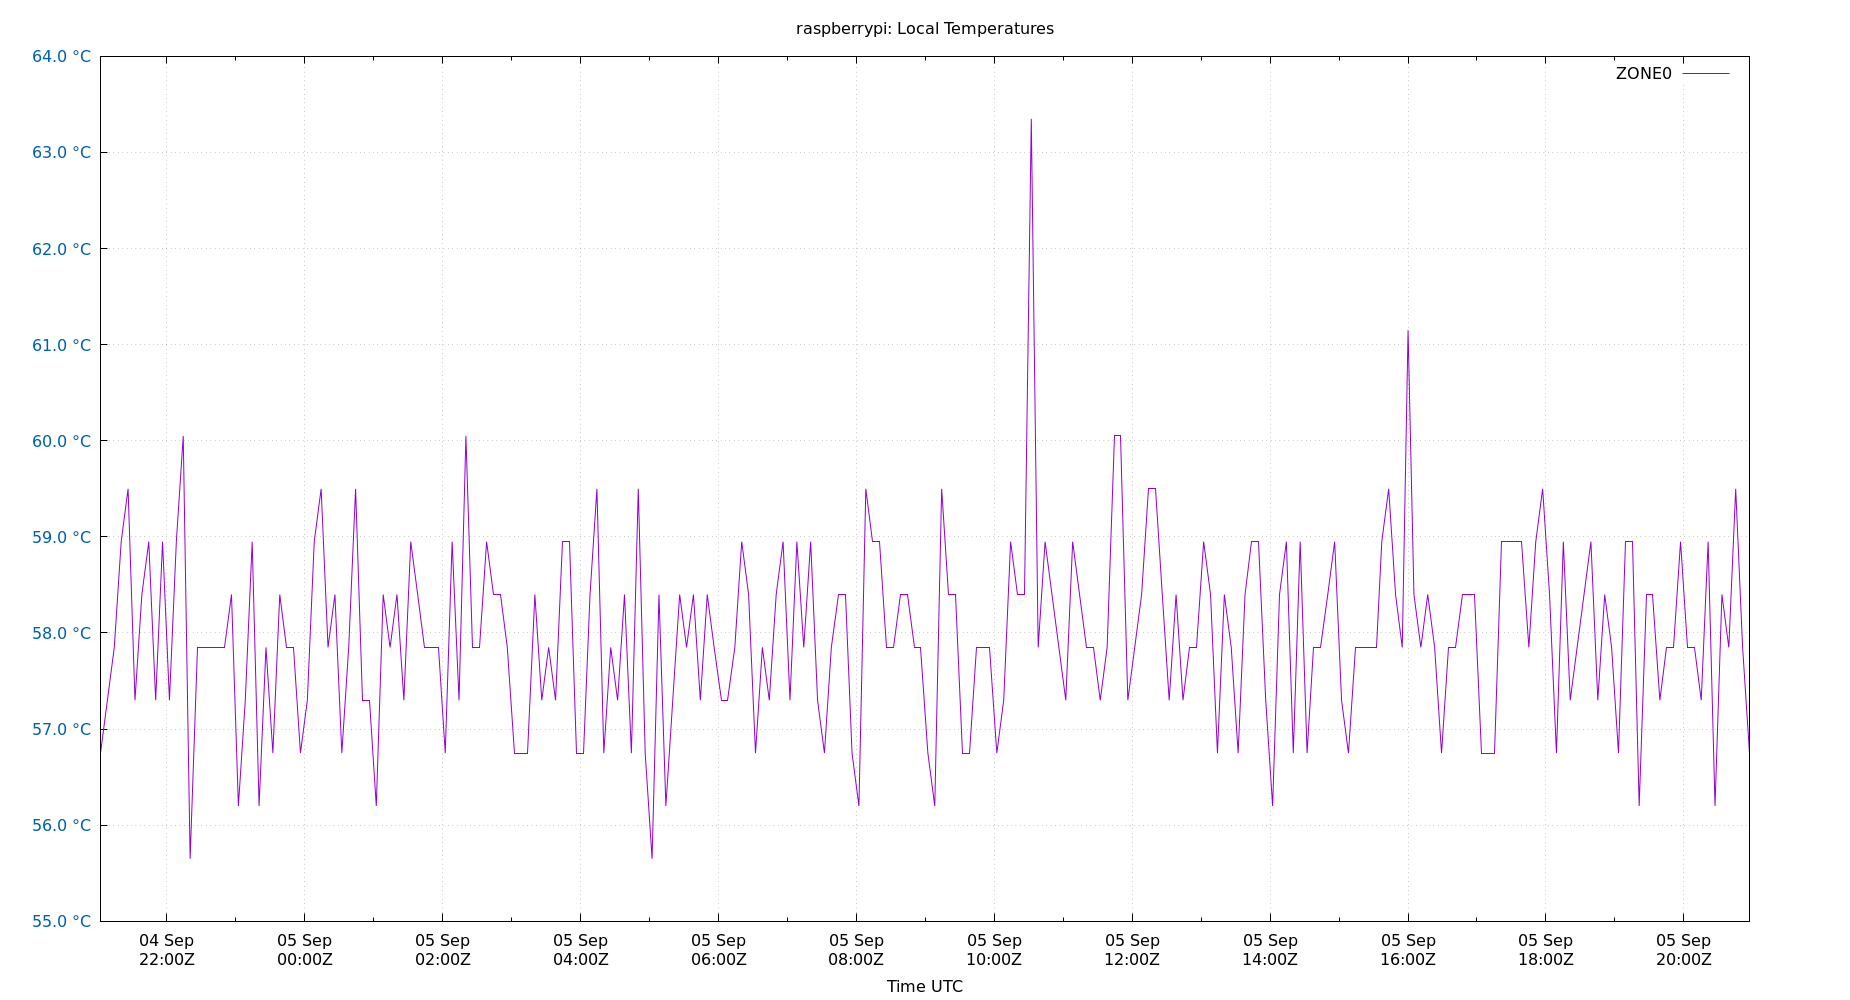 raspberrypi: Local Temperatures
64.0 °C
63.0 °C
62.0 °C
61.0 °C
60.0 °C
59.0 °C
58.0 °C
57.0 °C
56.0 °C
55.0 °C
ZONE0
04 Sep 05 Sep 05 Sep 05 Sep 05 Sep 05 Sep 05 Sep 05 Sep 05 Sep 05 Sep 05 Sep 05 Sep
22:00Z 00:00Z 02:00Z 04:00Z 06:00Z 08:00Z 10:00Z 12:00Z 14:00Z 16:00Z 18:00Z 20:00Z
Time UTC